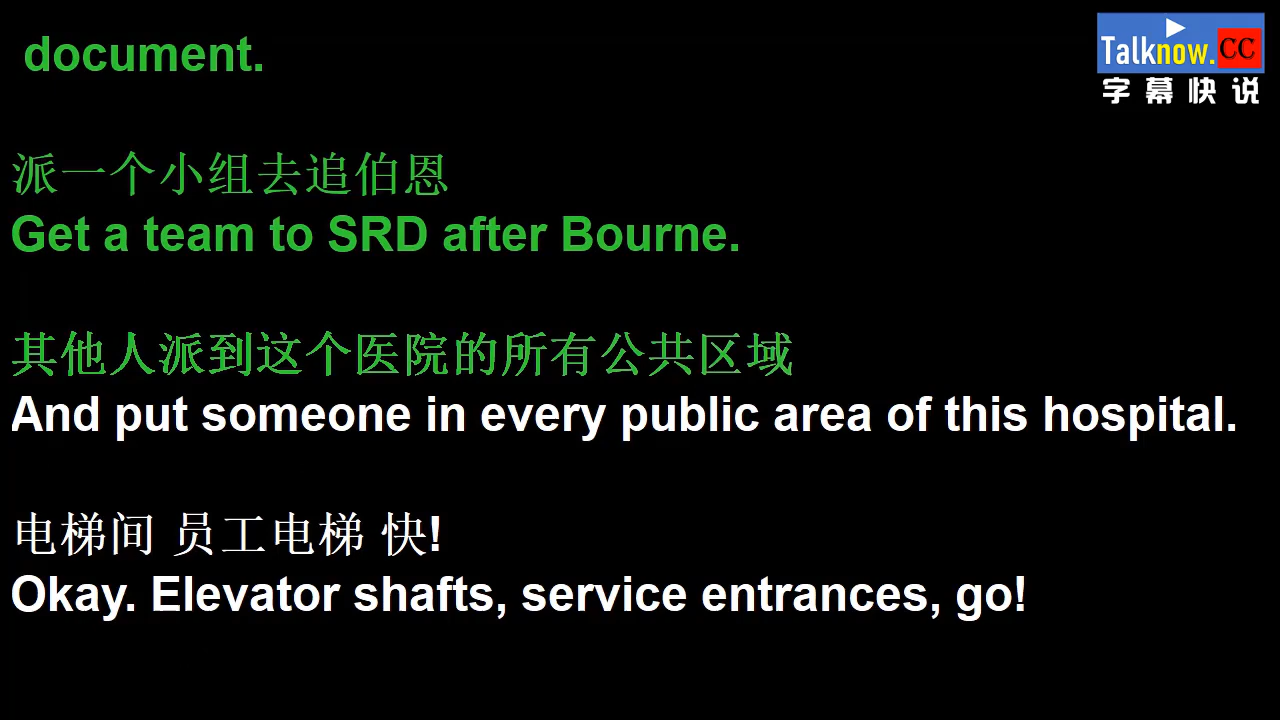 document.
Talknow.CC
字幕快说
派一个小组去追伯恩
Get a team to SRD after Bourne.
其他人派到这个医院的所有公共区域
And put someone in every public area of this hospital.
电梯间 员工电梯 快!
Okay. Elevator shafts, service entrances, go!